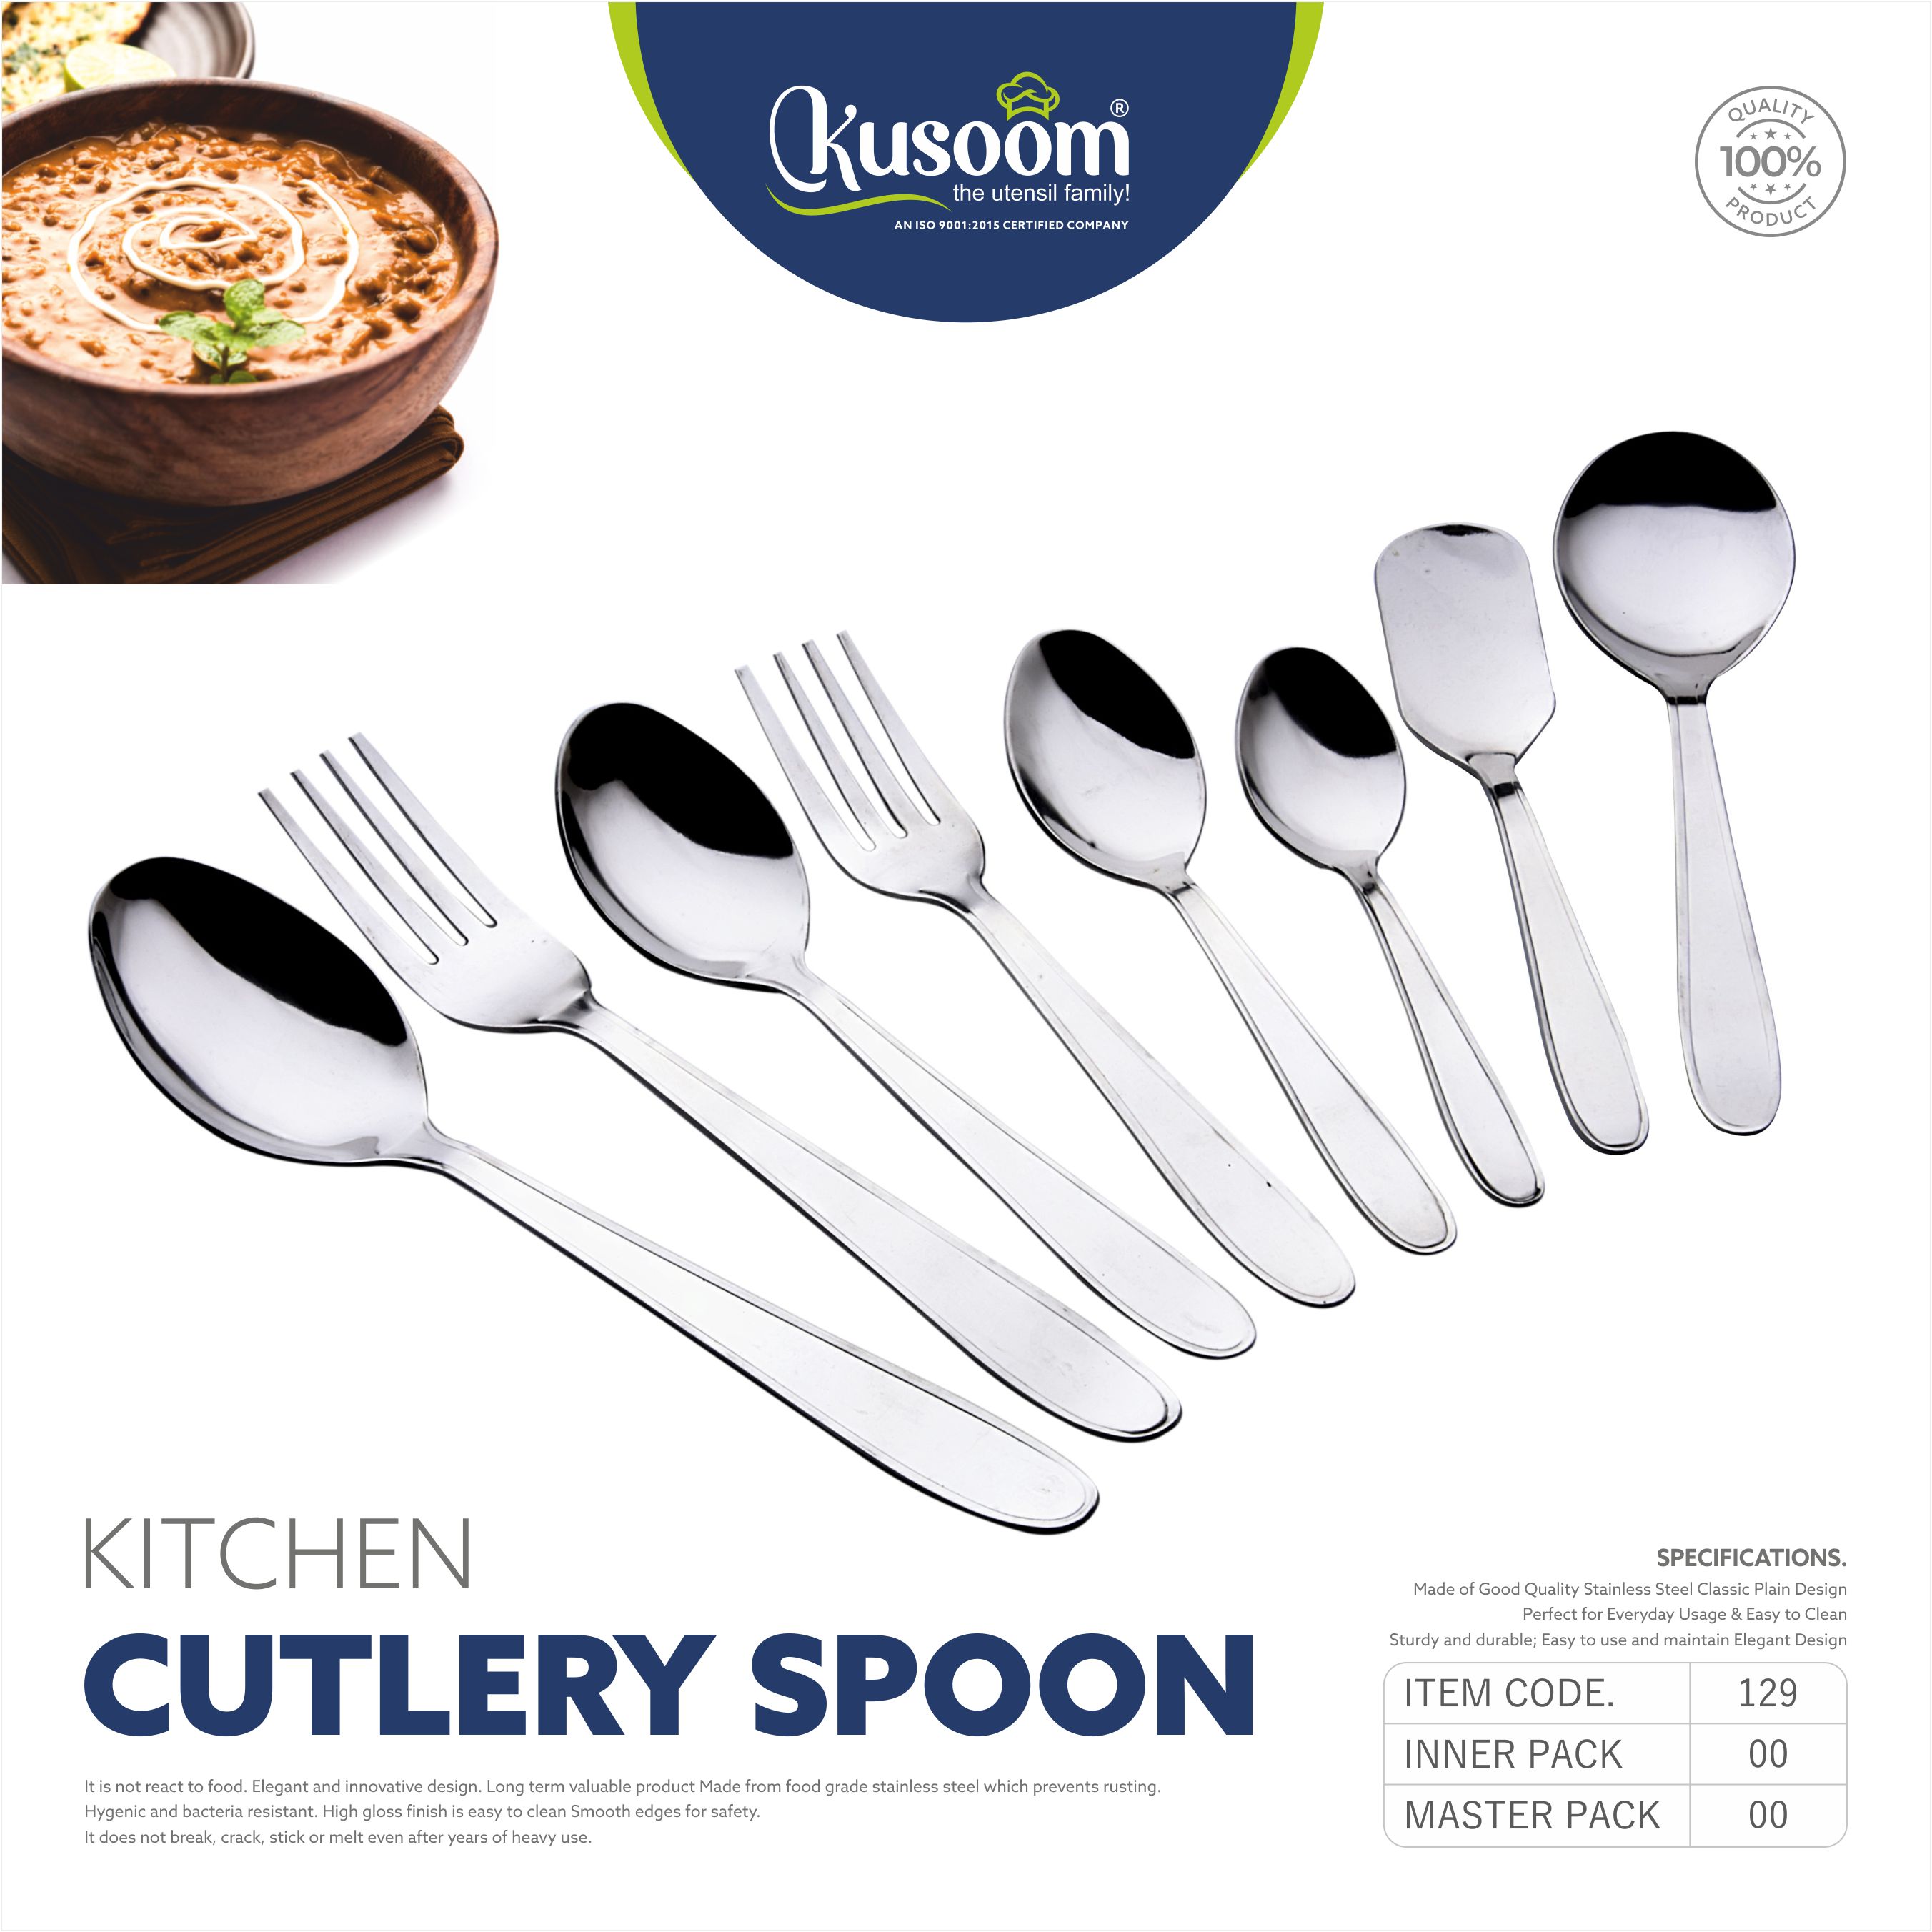 Kusoom®
the utensil family!
AN ISO 9001:2015 CERTIFIED COMPANY
QUALITY
100%
PRODUCT
KITCHEN
CUTLERY SPOON
It is not react to food. Elegant and innovative design. Long term valuable product Made from food grade stainless steel which prevents rusting.
Hygenic and bacteria resistant. High gloss finish is easy to clean Smooth edges for safety.
It does not break, crack, stick or melt even after years of heavy use.
SPECIFICATIONS.
Made of Good Quality Stainless Steel Classic Plain Design
Perfect for Everyday Usage & Easy to Clean
Sturdy and durable; Easy to use and maintain Elegant Design
ITEM CODE. 129
INNER PACK 00
MASTER PACK 00